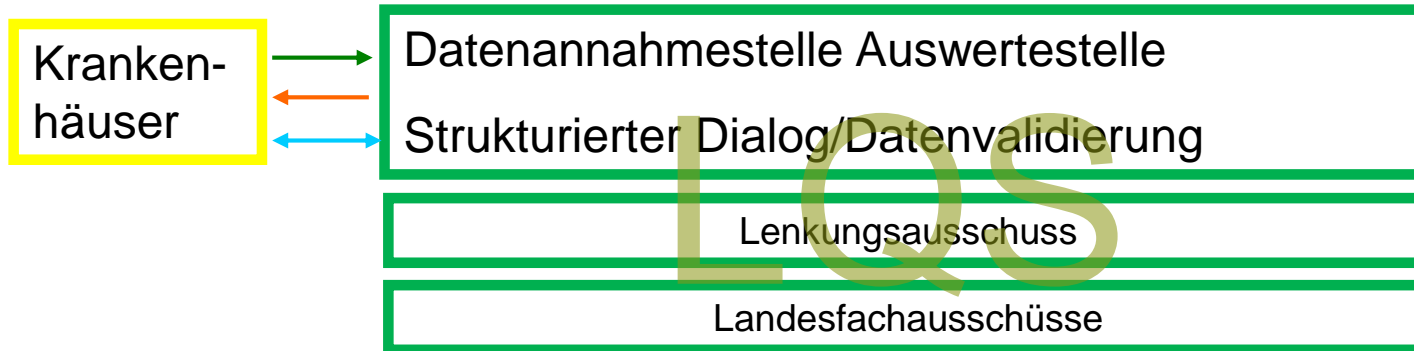 Kranken-
häuser
Datenannahmestelle Auswertestelle
Strukturierter Dialog/Datenvalidierung
LQS
Lenkungsausschuss
Landesfachausschüsse